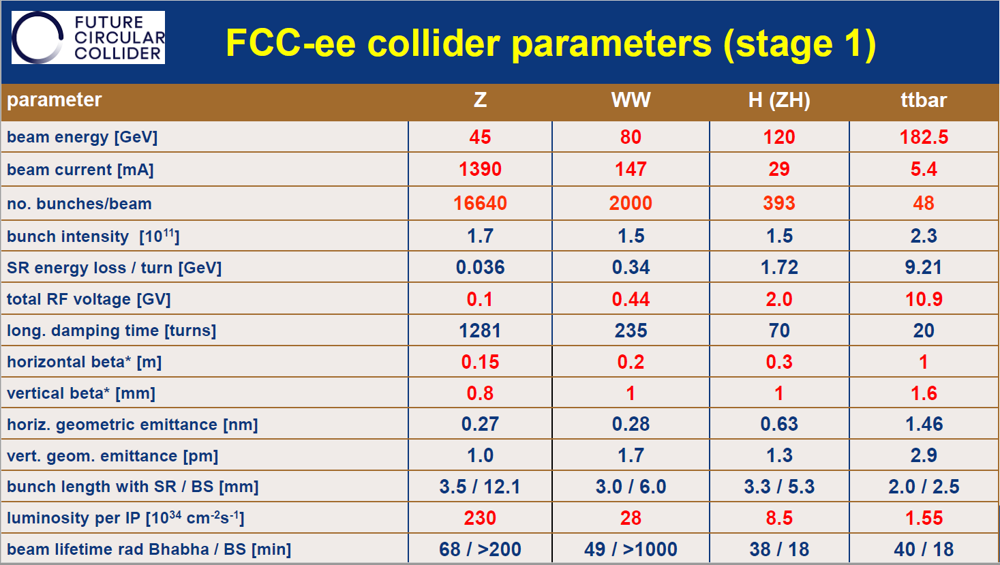 FUTURE
CIRCULAR
COLLIDER
FCC-ee collider parameters (stage 1)
parameter Z WW H (ZH) ttbar
beam energy [GeV] 45 80 120 182.5
beam current [mA] 1390 147 29 5.4
no. bunches/beam 16640 2000 393 48
bunch intensity [10¹¹] 1.7 1.5 1.5 2.3
SR energy loss / turn [GeV] 0.036 0.34 1.72 9.21
total RF voltage [GV] 0.1 0.44 2.0 10.9
long. damping time [turns] 1281 235 70 20
horizontal beta* [m] 0.15 0.2 0.3 1
vertical beta* [mm] 0.8 1 1 1.6
horiz. geometric emittance [nm] 0.27 0.28 0.63 1.46
vert. geom. emittance [pm] 1.0 1.7 1.3 2.9
bunch length with SR / BS [mm] 3.5 / 12.1 3.0 / 6.0 3.3 / 5.3 2.0 / 2.5
luminosity per IP [10³⁴ cm⁻²s⁻¹] 230 28 8.5 1.55
beam lifetime rad Bhabha / BS [min] 68 / >200 49 / >1000 38 / 18 40 / 18